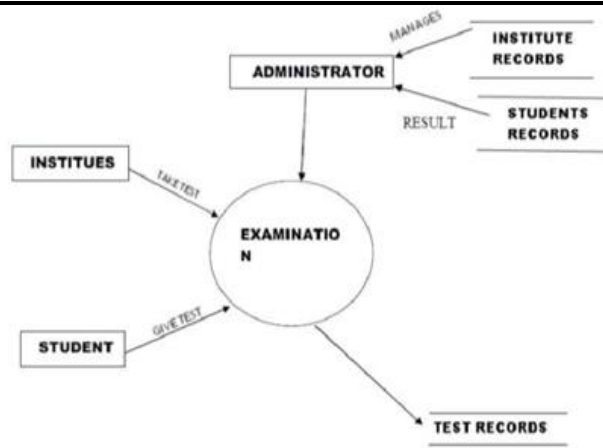 MANAGES
INSTITUTE
RECORDS
ADMINISTRATOR
STUDENTS
RECORDS
RESULT
INSTITUES
TAKE TEST
EXAMINATIO
N
GIVE TEST
STUDENT
TEST RECORDS